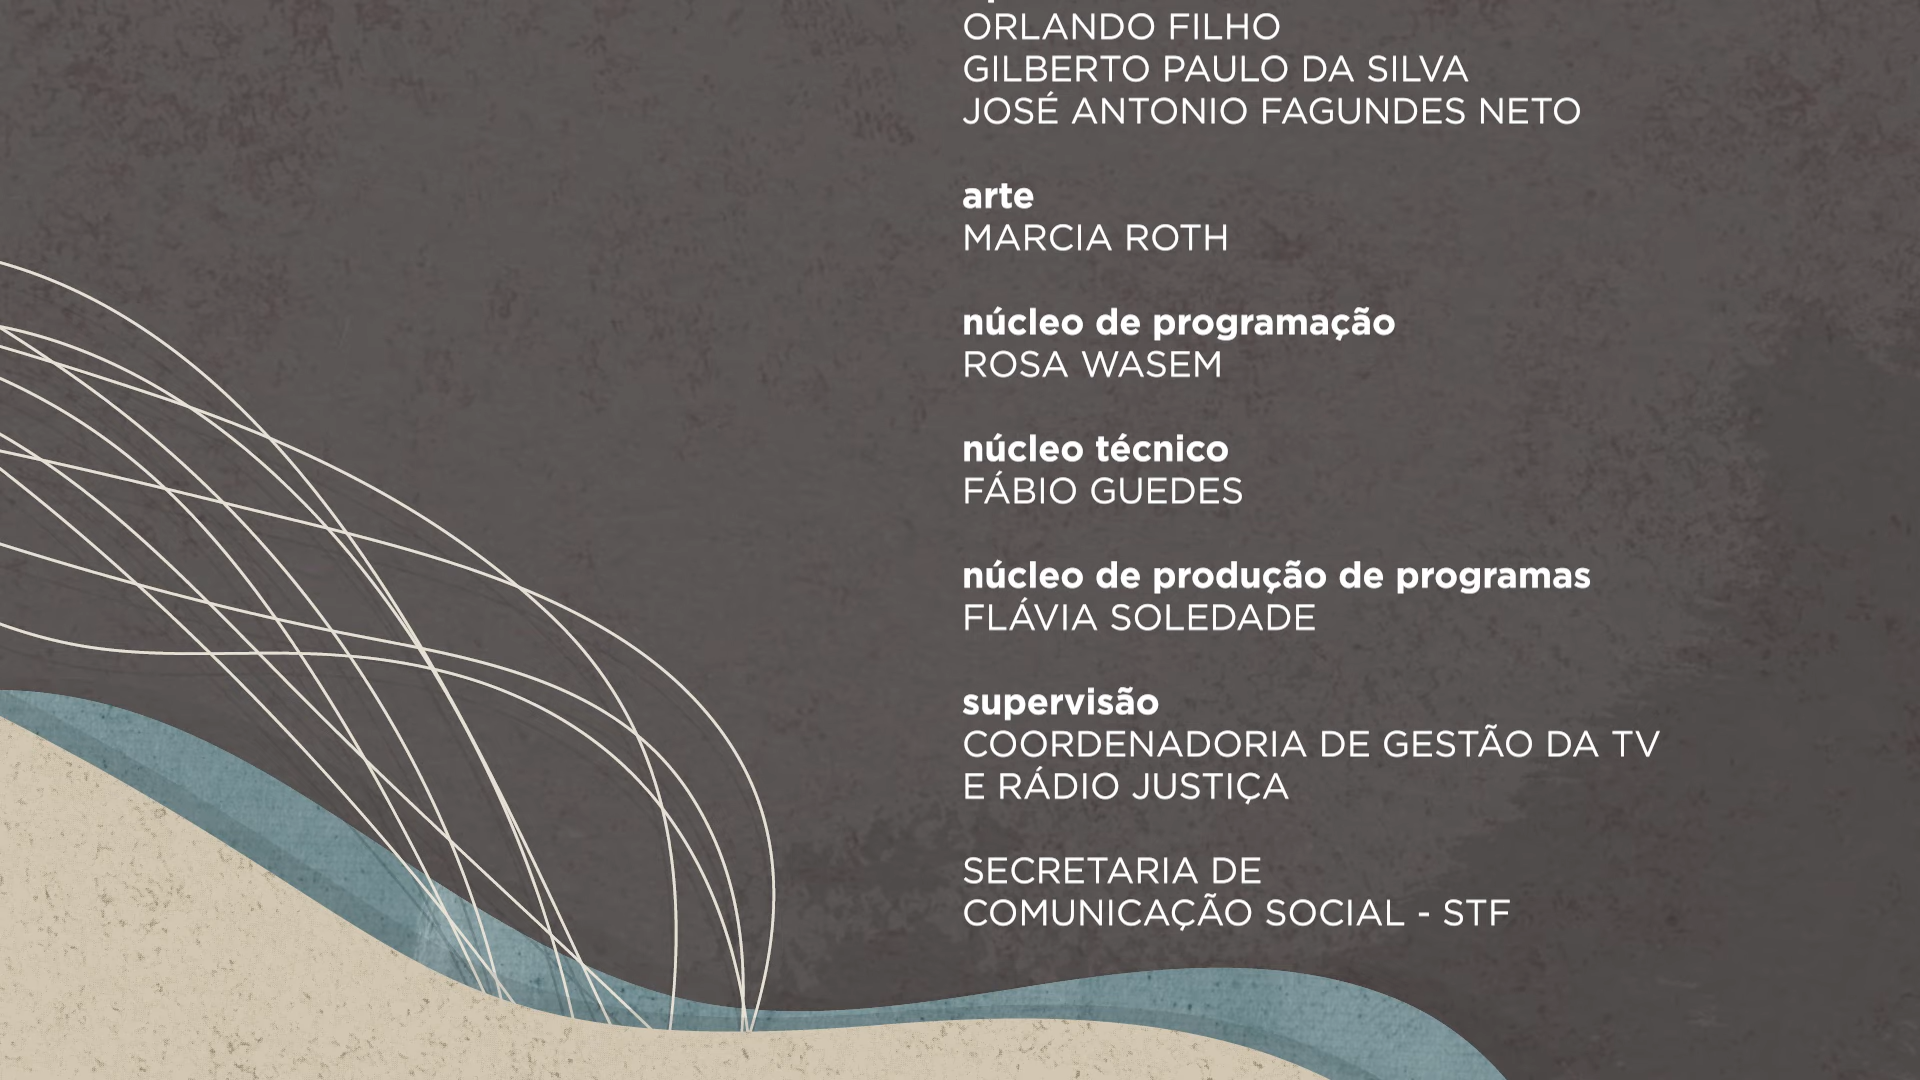 ORLANDO FILHO
GILBERTO PAULO DA SILVA
JOSÉ ANTONIO FAGUNDES NETO
arte
MARCIA ROTH
núcleo de programação
ROSA WASEM
núcleo técnico
FÁBIO GUEDES
núcleo de produção de programas
FLÁVIA SOLEDADE
supervisão
COORDENADORIA DE GESTÃO DA TV
E RÁDIO JUSTIÇA
SECRETARIA DE
COMUNICAÇÃO SOCIAL - STF